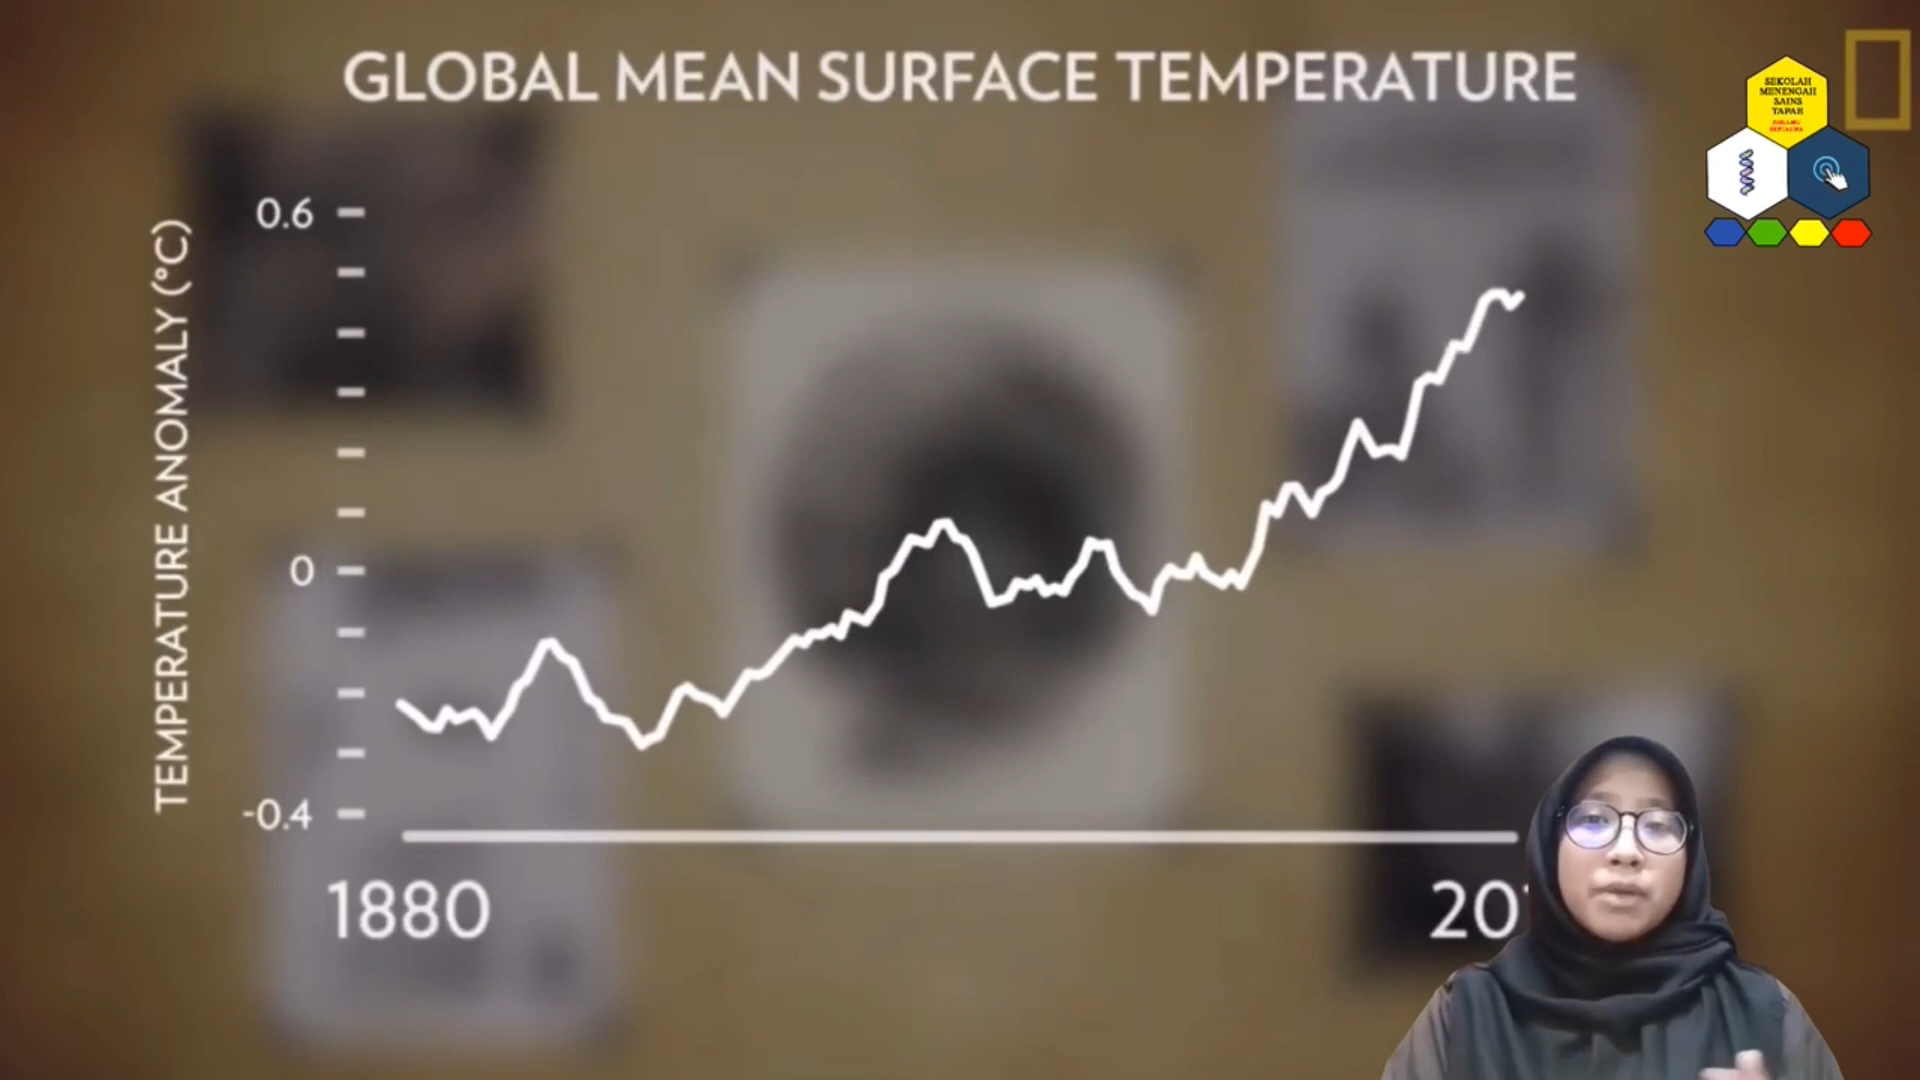 GLOBAL MEAN SURFACE TEMPERATURE
SEKOLAH
MENENGAH
SAINS
TAPAH
TEMPERATURE ANOMALY (°C)
0.6
0
-0.4
1880